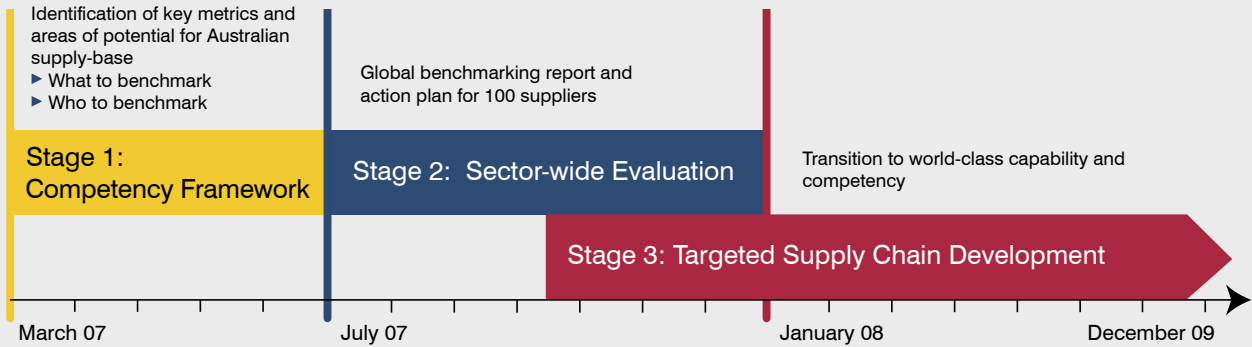 Identification of key metrics and
areas of potential for Australian
supply-base
► What to benchmark
► Who to benchmark
Global benchmarking report and
action plan for 100 suppliers
Stage 1:
Competency Framework
Stage 2:  Sector-wide Evaluation
Transition to world-class capability and
competency
Stage 3: Targeted Supply Chain Development
March 07
July 07
January 08
December 09